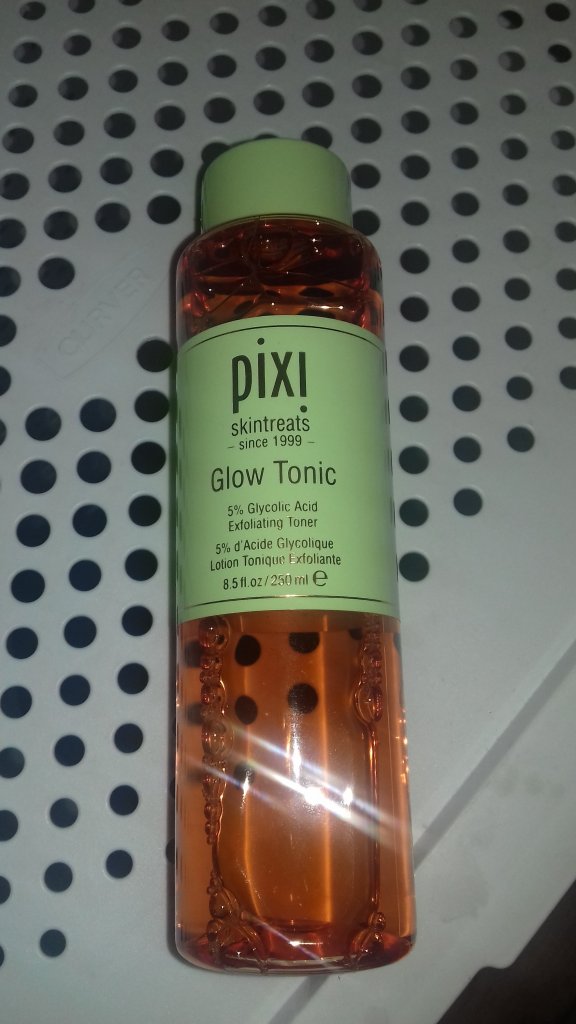 pixi
skintreats
– since 1999 –
Glow Tonic
5% Glycolic Acid
Exfoliating Toner
5% d'Acide Glycolique
Lotion Tonique Exfoliante
8.5 fl.oz / 250 ml ℮